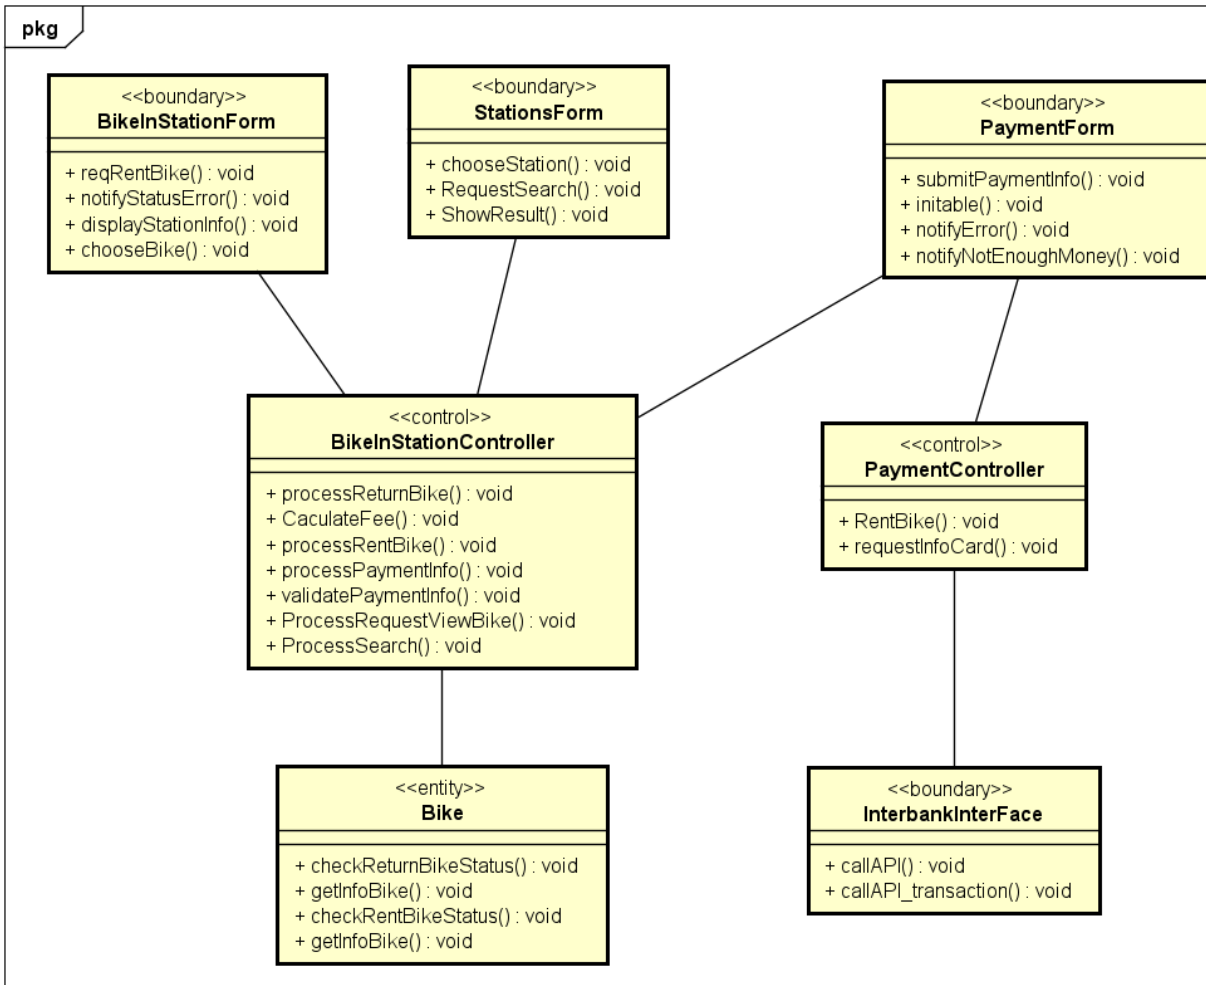 pkg
<<boundary>>
BikeInStationForm
+ reqRentBike() : void
+ notifyStatusError() : void
+ displayStationInfo() : void
+ chooseBike() : void
<<boundary>>
StationsForm
+ chooseStation() : void
+ RequestSearch() : void
+ ShowResult() : void
<<boundary>>
PaymentForm
+ submitPaymentInfo() : void
+ initable() : void
+ notifyError() : void
+ notifyNotEnoughMoney() : void
<<control>>
BikeInStationController
+ processReturnBike() : void
+ CaculateFee() : void
+ processRentBike() : void
+ processPaymentInfo() : void
+ validatePaymentInfo() : void
+ ProcessRequestViewBike() : void
+ ProcessSearch() : void
<<control>>
PaymentController
+ RentBike() : void
+ requestInfoCard() : void
<<entity>>
Bike
+ checkReturnBikeStatus() : void
+ getInfoBike() : void
+ checkRentBikeStatus() : void
+ getInfoBike() : void
<<boundary>>
InterbankInterFace
+ callAPI() : void
+ callAPI_transaction() : void